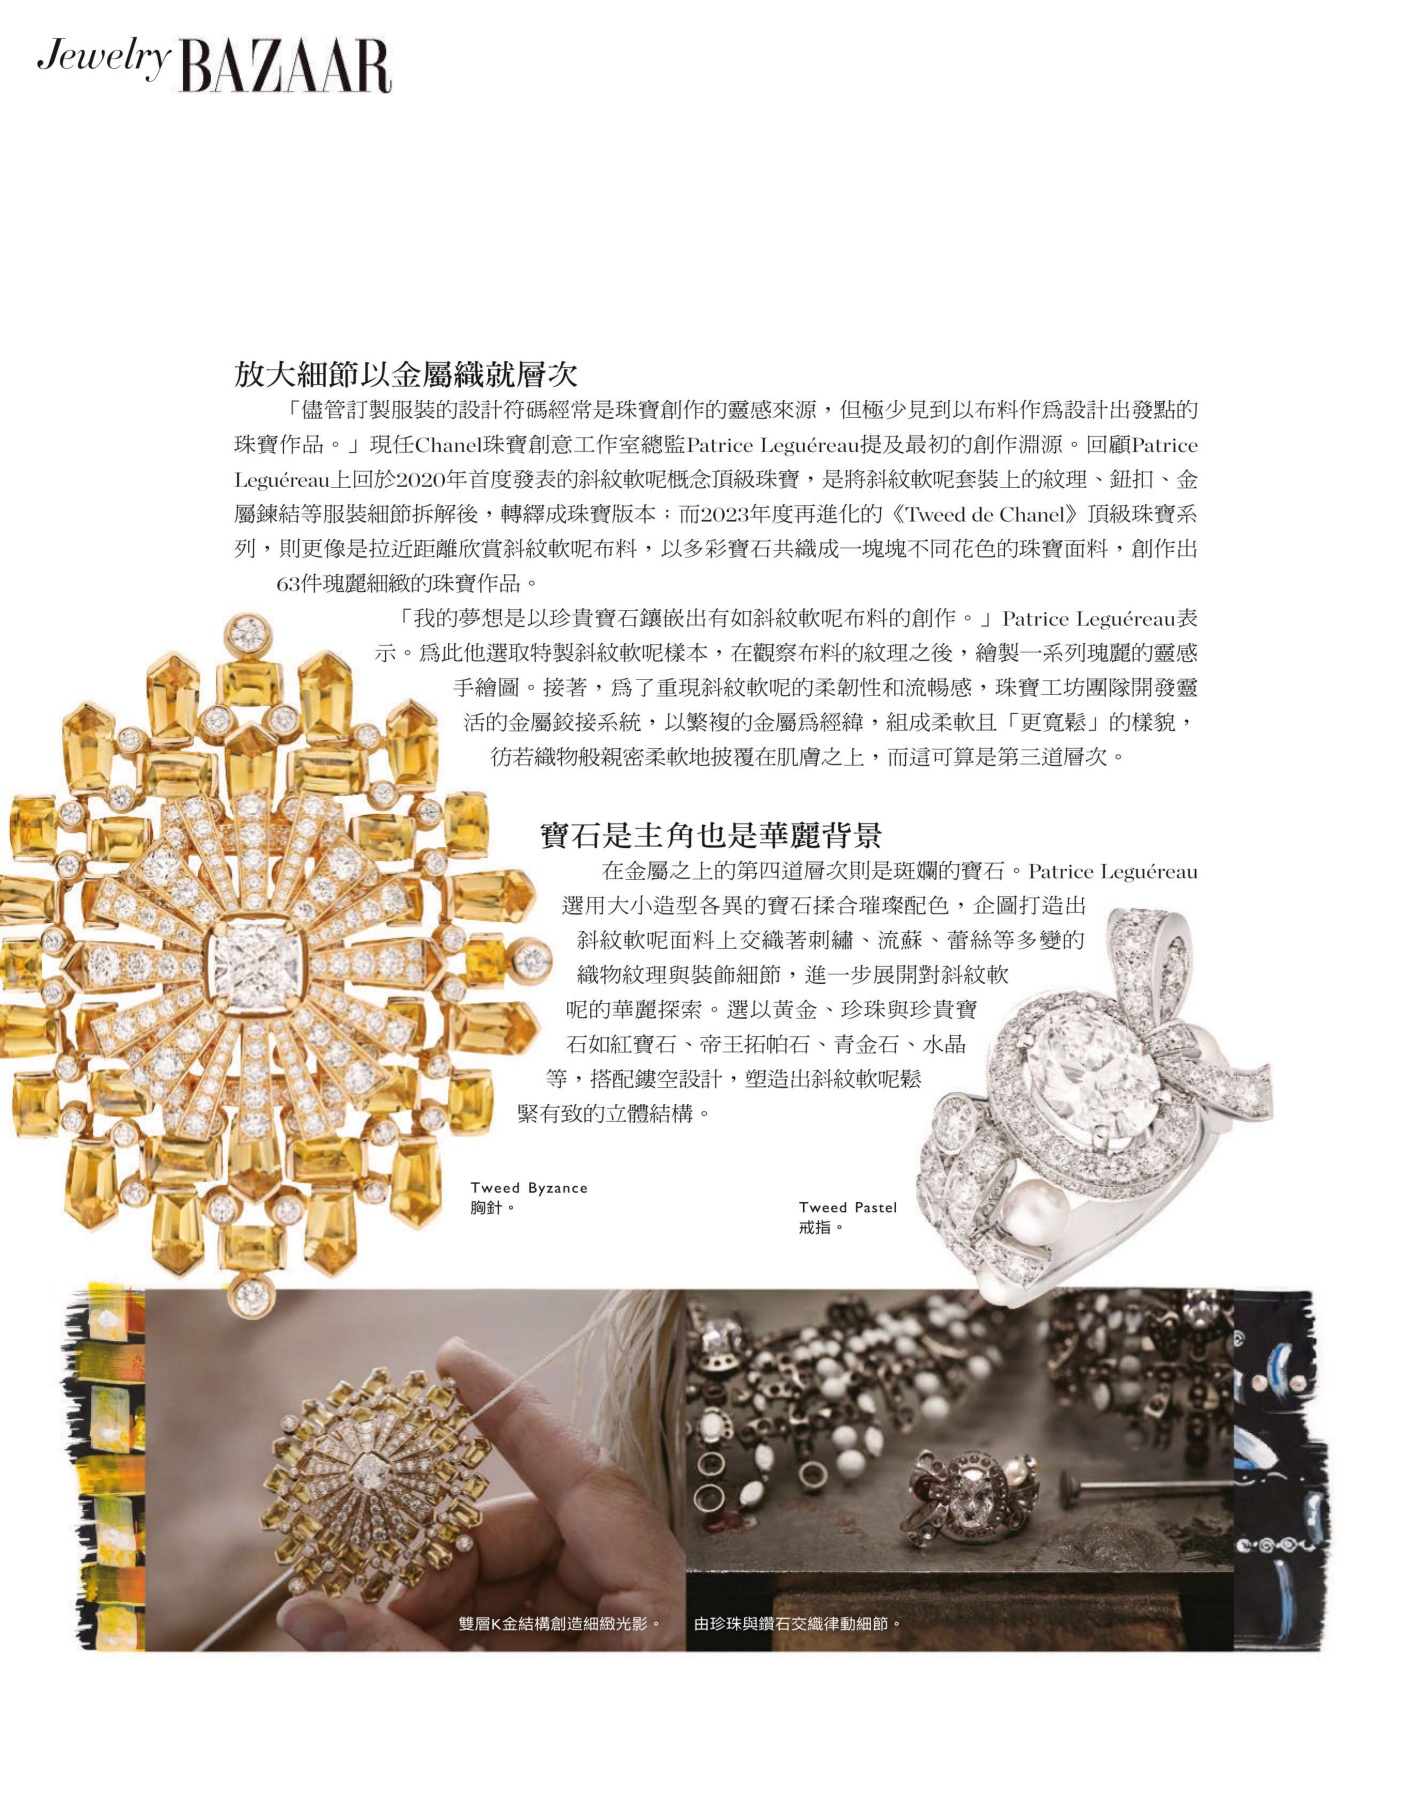 Jewelry BAZAAR
放大細節以金屬織就層次
「儘管訂製服裝的設計符碼經常是珠寶創作的靈感來源，但極少見到以布料作爲設計出發點的
珠寶作品。」現任Chanel珠寶創意工作室總監Patrice Leguéreau提及最初的創作淵源。回顧Patrice
Leguéreau上回於2020年首度發表的斜紋軟呢概念頂級珠寶，是將斜紋軟呢套裝上的紋理、鈕扣、金
屬鍊結等服裝細節拆解後，轉繹成珠寶版本；而2023年度再進化的《Tweed de Chanel》頂級珠寶系
列，則更像是拉近距離欣賞斜紋軟呢布料，以多彩寶石共織成一塊塊不同花色的珠寶面料，創作出
63件瑰麗細緻的珠寶作品。
「我的夢想是以珍貴寶石鑲嵌出有如斜紋軟呢布料的創作。」Patrice Leguéreau表
示。爲此他選取特製斜紋軟呢樣本，在觀察布料的紋理之後，繪製一系列瑰麗的靈感
手繪圖。接著，爲了重現斜紋軟呢的柔韌性和流暢感，珠寶工坊團隊開發靈
活的金屬鉸接系統，以繁複的金屬爲經緯，組成柔軟且「更寬鬆」的樣貌，
彷若織物般親密柔軟地披覆在肌膚之上，而這可算是第三道層次。
寶石是主角也是華麗背景
在金屬之上的第四道層次則是斑斕的寶石。Patrice Leguéreau
選用大小造型各異的寶石揉合璀璨配色，企圖打造出
斜紋軟呢面料上交織著刺繡、流蘇、蕾絲等多變的
織物紋理與裝飾細節，進一步展開對斜紋軟
呢的華麗探索。選以黃金、珍珠與珍貴寶
石如紅寶石、帝王拓帕石、青金石、水晶
等，搭配鏤空設計，塑造出斜紋軟呢鬆
緊有致的立體結構。
Tweed Byzance
胸針。
Tweed Pastel
戒指。
雙層K金結構創造細緻光影。
由珍珠與鑽石交織律動細節。